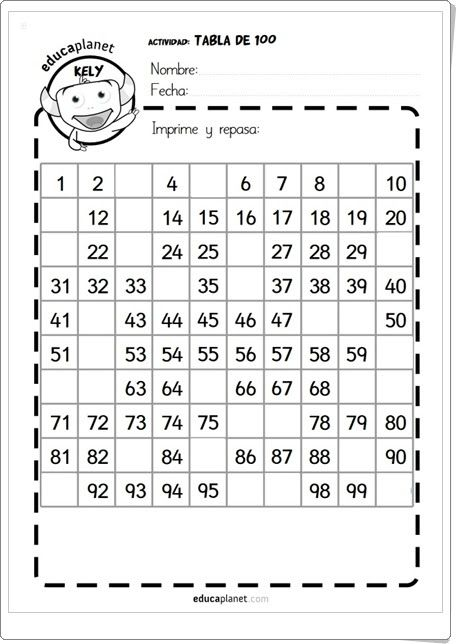 educaplanet
KELY
ACTIVIDAD: TABLA DE 100
Nombre:
Fecha:
Imprime y repasa:
1 2 4 6 7 8 10
12 14 15 16 17 18 19 20
22 24 25 27 28 29
31 32 33 35 37 38 39 40
41 43 44 45 46 47 50
51 53 54 55 56 57 58 59
63 64 66 67 68
71 72 73 74 75 78 79 80
81 82 84 86 87 88 90
92 93 94 95 98 99
educaplanet.com